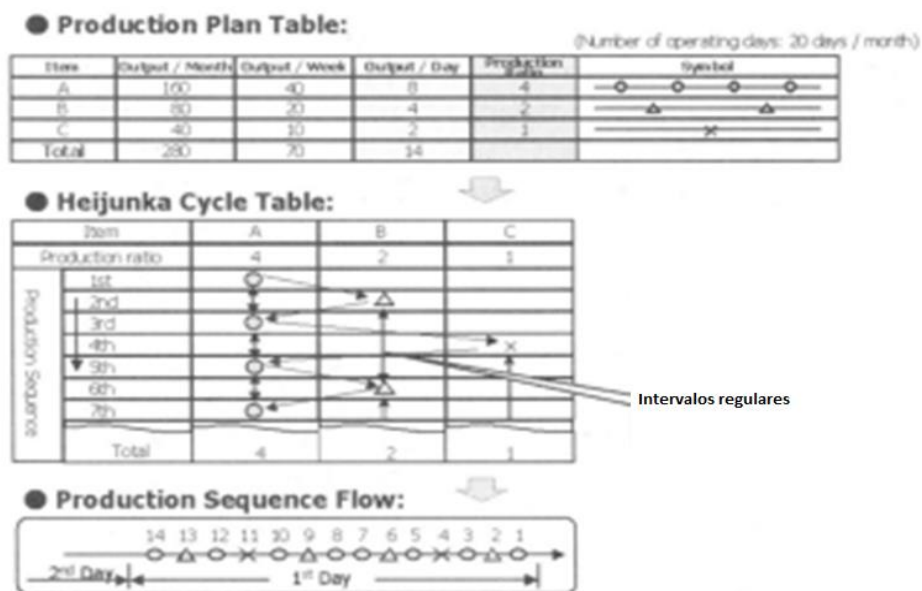 Production Plan Table:
(Number of operating days: 20 days / month)
Item Output / Month Output / Week Output / Day Production Ratio Symbol
A 160 40 8 4
B 80 20 4 2
C 40 10 2 1
Total 280 70 14
Heijunka Cycle Table:
Item A B C
Production ratio 4 2 1
Production Sequence
1st
2nd
3rd
4th
9th
6th
7th
Intervalos regulares
Total 4 2 1
Production Sequence Flow:
14 13 12 11 10 9 8 7 6 5 4 3 2 1
2nd Day 1st Day